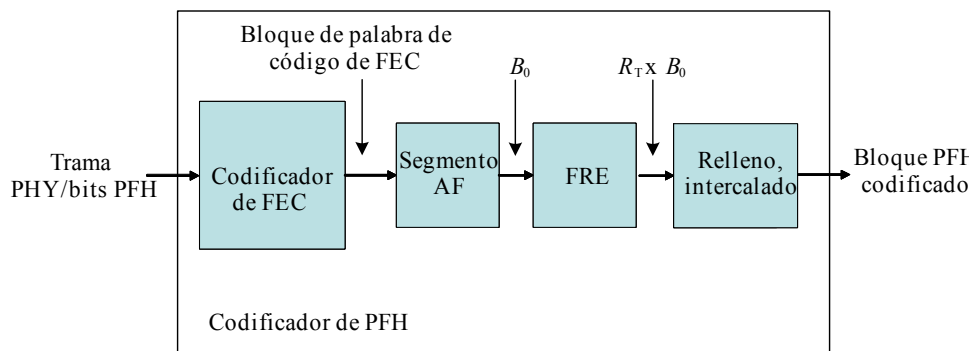 Bloque de palabra de
código de FEC
B0
RT x B0
Trama
PHY/bits PFH
Codificador
de FEC
Segmento
AF
FRE
Relleno,
intercalado
Bloque PFH
codificado
Codificador de PFH